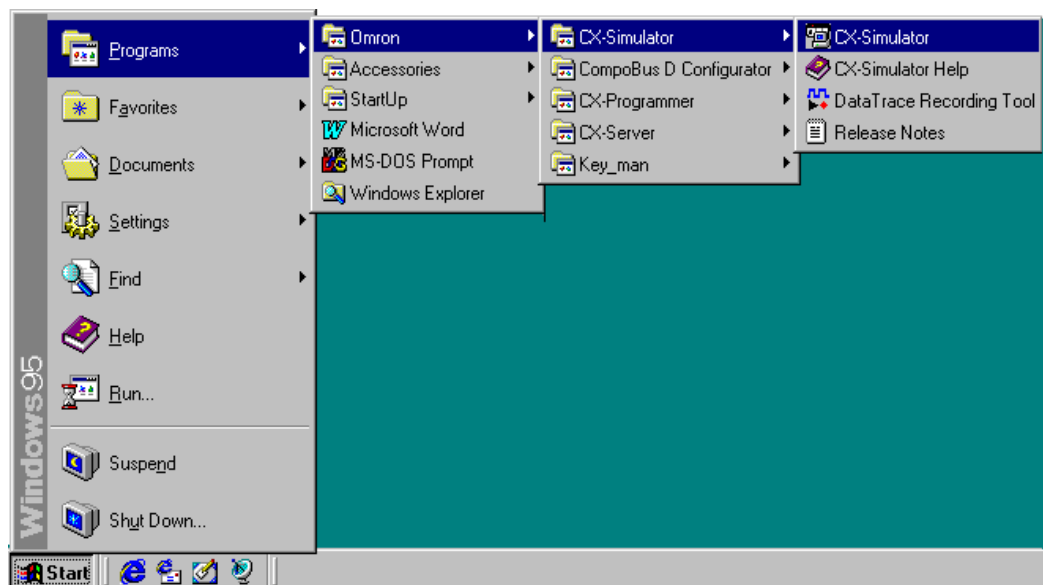 Programs
Favorites
Documents
Settings
Find
Help
Run...
Suspend
Shut Down...
Windows95
Start
Omron
Accessories
StartUp
Microsoft Word
MS-DOS Prompt
Windows Explorer
CX-Simulator
CompoBus D Configurator
CX-Programmer
CX-Server
Key_man
CX-Simulator
CX-Simulator Help
DataTrace Recording Tool
Release Notes